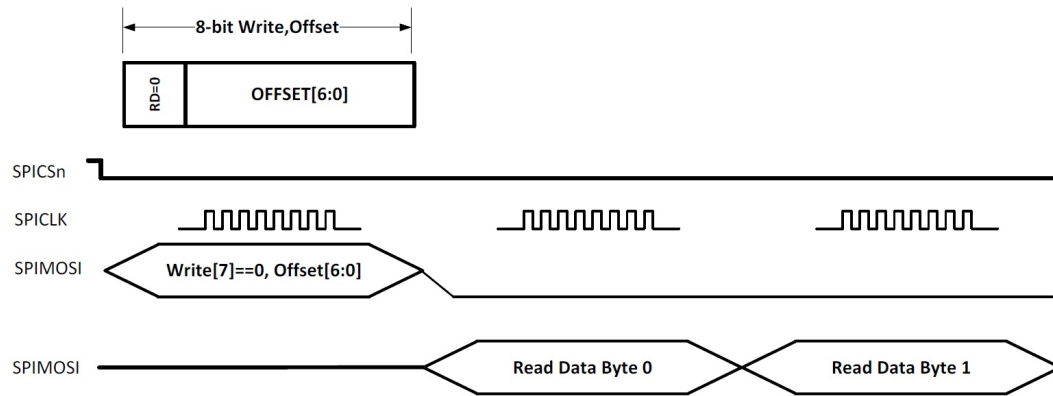 8-bit Write,Offset
RD=0
OFFSET[6:0]
SPICSn
SPICLK
SPIMOSI
Write[7]==0, Offset[6:0]
SPIMOSI
Read Data Byte 0
Read Data Byte 1